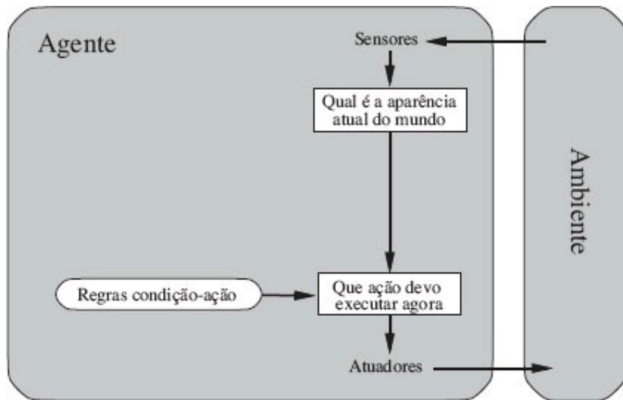 Agente
Sensores
Qual é a aparência
atual do mundo
Ambiente
Regras condição-ação
Que ação devo
executar agora
Atuadores